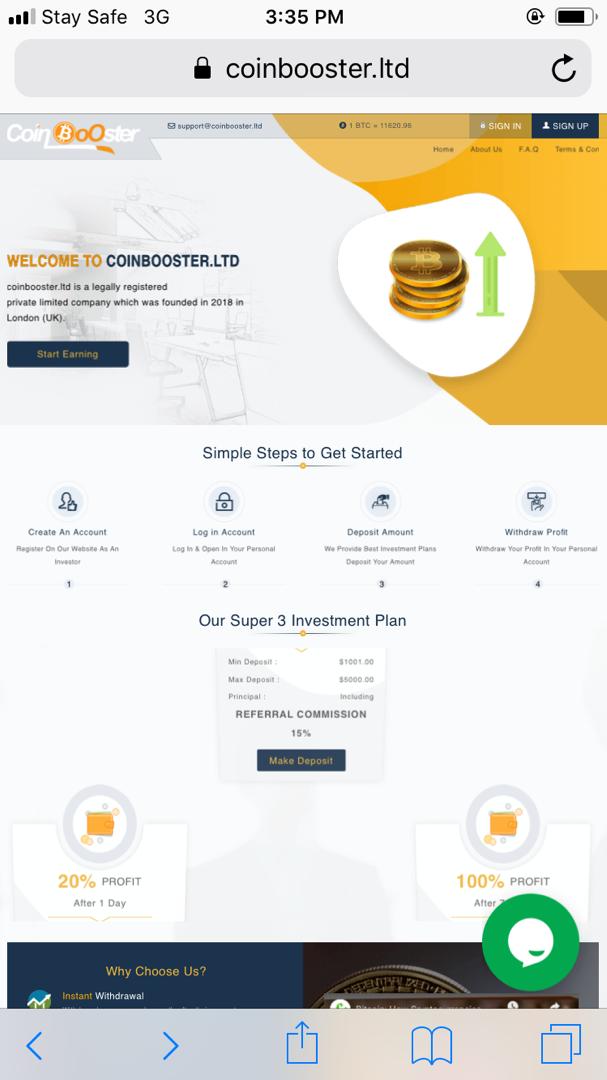 Stay Safe 3G 3:35 PM
coinbooster.ltd
Coin BoOster
support@coinbooster.ltd
1 BTC = 11620.96
SIGN IN
SIGN UP
Home About Us F.A.Q Terms & Con
WELCOME TO COINBOOSTER.LTD
coinbooster.ltd is a legally registered
private limited company which was founded in 2018 in
London (UK).
Start Earning
Simple Steps to Get Started
Create An Account
Register On Our Website As An
Investor
1
Log in Account
Log In & Open In Your Personal
Account
2
Deposit Amount
We Provide Best Investment Plans
Deposit Your Amount
3
Withdraw Profit
Withdraw Your Profit In Your Personal
Account
4
Our Super 3 Investment Plan
Min Deposit : $1001.00
Max Deposit : $5000.00
Principal : Including
REFERRAL COMMISSION
15%
Make Deposit
20% PROFIT
After 1 Day
100% PROFIT
After
Why Choose Us?
Instant Withdrawal
Bitcoin: How Cryptocurrencies